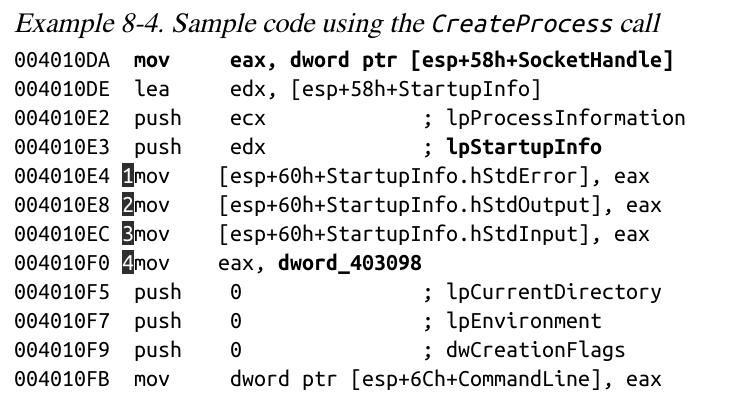 Example 8-4. Sample code using the CreateProcess call
004010DA mov eax, dword ptr [esp+58h+SocketHandle]
004010DE lea edx, [esp+58h+StartupInfo]
004010E2 push ecx ; lpProcessInformation
004010E3 push edx ; lpStartupInfo
004010E4 1mov [esp+60h+StartupInfo.hStdError], eax
004010E8 2mov [esp+60h+StartupInfo.hStdOutput], eax
004010EC 3mov [esp+60h+StartupInfo.hStdInput], eax
004010F0 4mov eax, dword_403098
004010F5 push 0 ; lpCurrentDirectory
004010F7 push 0 ; lpEnvironment
004010F9 push 0 ; dwCreationFlags
004010FB mov dword ptr [esp+6Ch+CommandLine], eax